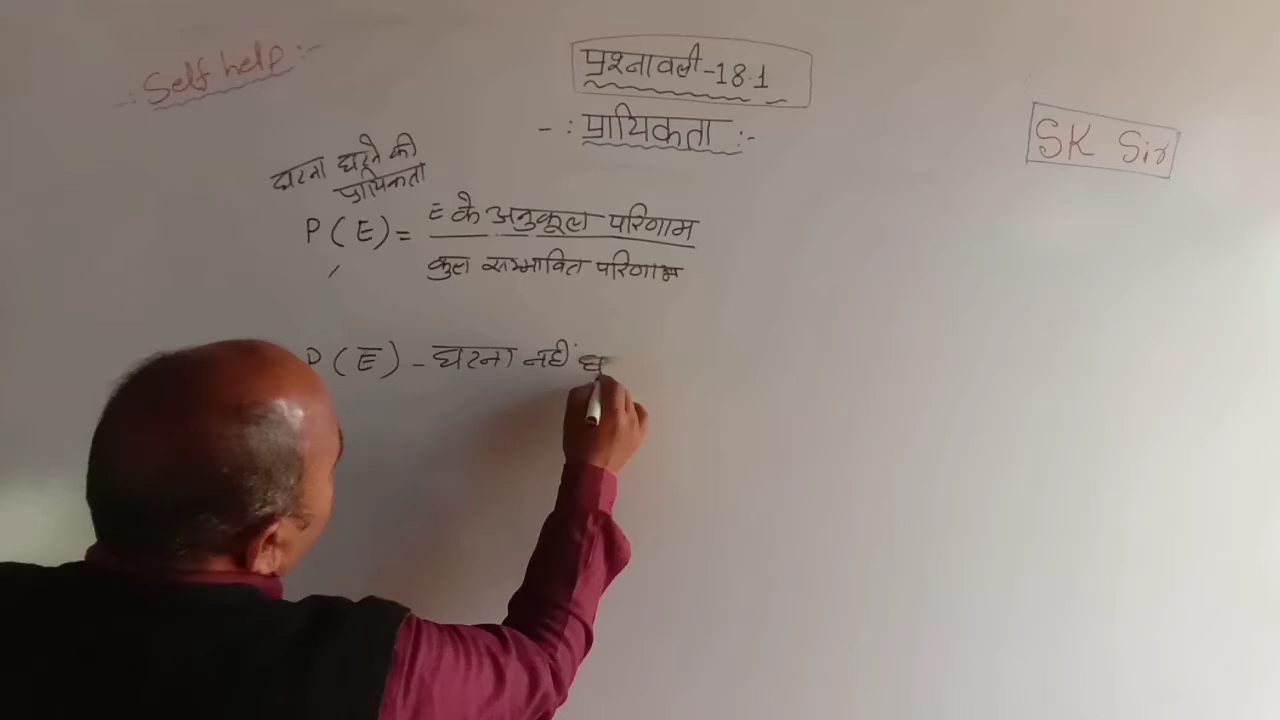 Self help :-
प्रश्नावली-18.1
-: प्रायिकता :-
SK Sir
घटना घटने की
प्रायिकता
P(E) = E के अनुकूल परिणाम
कुल सम्भावित परिणाम
P(E̅) - घटना नहीं घ